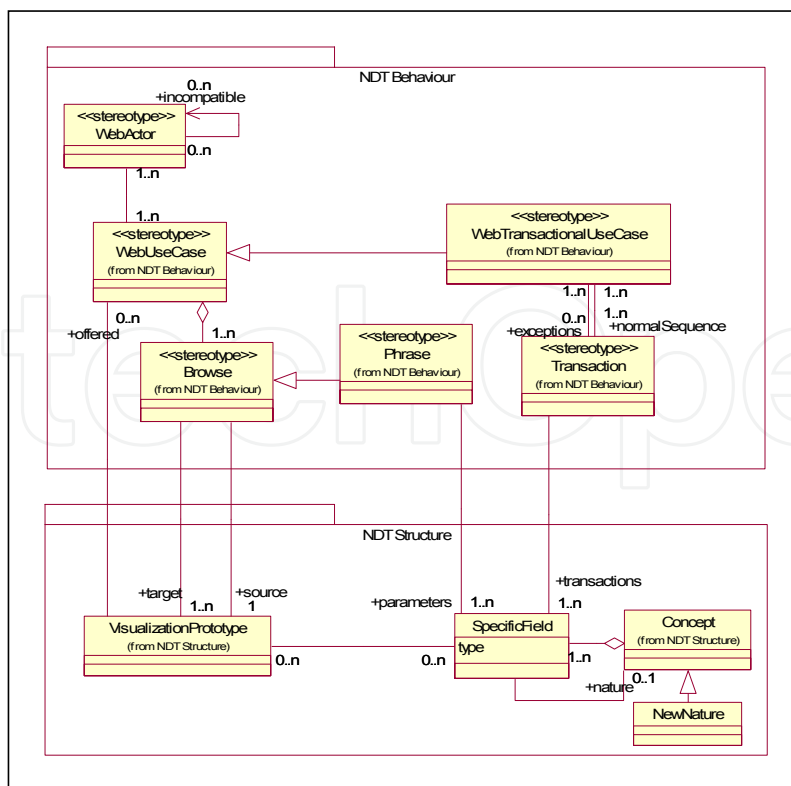 NDT Behaviour
0..n
+incompatible
<<stereotype>>
WebActor
0..n
1..n
1..n
<<stereotype>>
WebUseCase
(from NDT Behaviour)
<<stereotype>>
WebTransactionalUseCase
(from NDT Behaviour)
0..n
+offered
1..n
1..n
1..n
0..n
1..n
+exceptions
+normalSequence
<<stereotype>>
Browse
(from NDT Behaviour)
<<stereotype>>
Phrase
(from NDT Behaviour)
<<stereotype>>
Transaction
(from NDT Behaviour)
techOpe
NDT Structure
+target
1..n
+source
1
+parameters
1..n
+transactions
1..n
VisualizationPrototype
(from NDT Structure)
0..n
0..n
SpecificField
type
1..n
Concept
(from NDT Structure)
+nature
0..1
NewNature